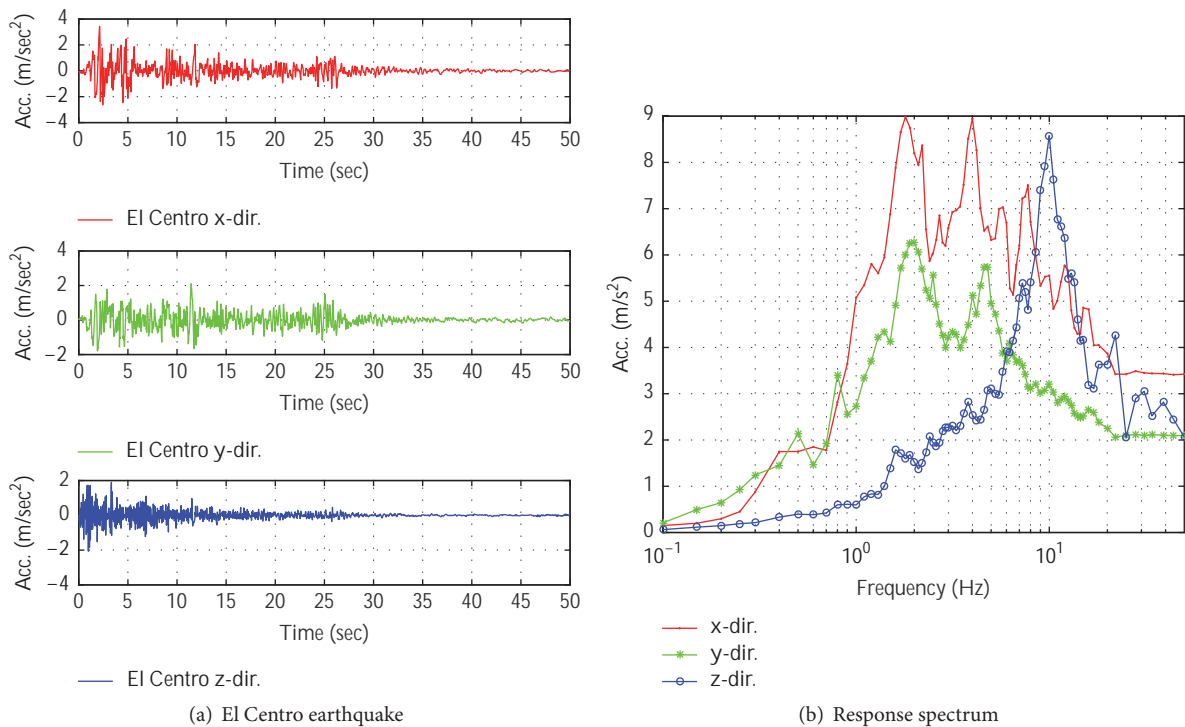 4
2
0
−2
−4
Acc. (m/sec²)
0 5 10 15 20 25 30 35 40 45 50
Time (sec)
El Centro x-dir.
4
2
0
−2
Acc. (m/sec²)
0 5 10 15 20 25 30 35 40 45 50
Time (sec)
El Centro y-dir.
2
0
−2
−4
Acc. (m/sec²)
0 5 10 15 20 25 30 35 40 45 50
Time (sec)
El Centro z-dir.
(a) El Centro earthquake
9
8
7
6
5
4
3
2
1
0
Acc. (m/s²)
10⁻¹ 10⁰ 10¹
Frequency (Hz)
x-dir.
y-dir.
z-dir.
(b) Response spectrum